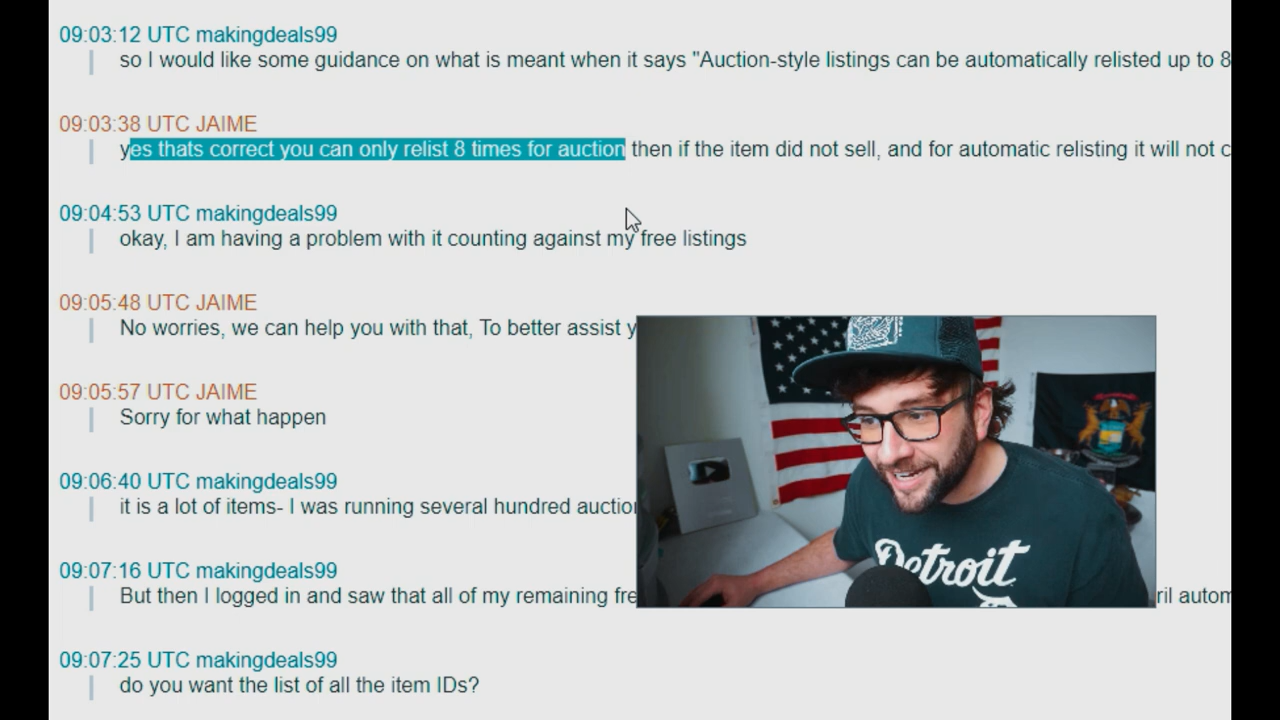 09:03:12 UTC makingdeals99
so I would like some guidance on what is meant when it says "Auction-style listings can be automatically relisted up to 8
09:03:38 UTC JAIME
yes thats correct you can only relist 8 times for auction then if the item did not sell, and for automatic relisting it will not c
09:04:53 UTC makingdeals99
okay, I am having a problem with it counting against my free listings
09:05:48 UTC JAIME
No worries, we can help you with that, To better assist y
09:05:57 UTC JAIME
Sorry for what happen
09:06:40 UTC makingdeals99
it is a lot of items- I was running several hundred auction
09:07:16 UTC makingdeals99
But then I logged in and saw that all of my remaining fre ril autom
09:07:25 UTC makingdeals99
do you want the list of all the item IDs?
Detroit